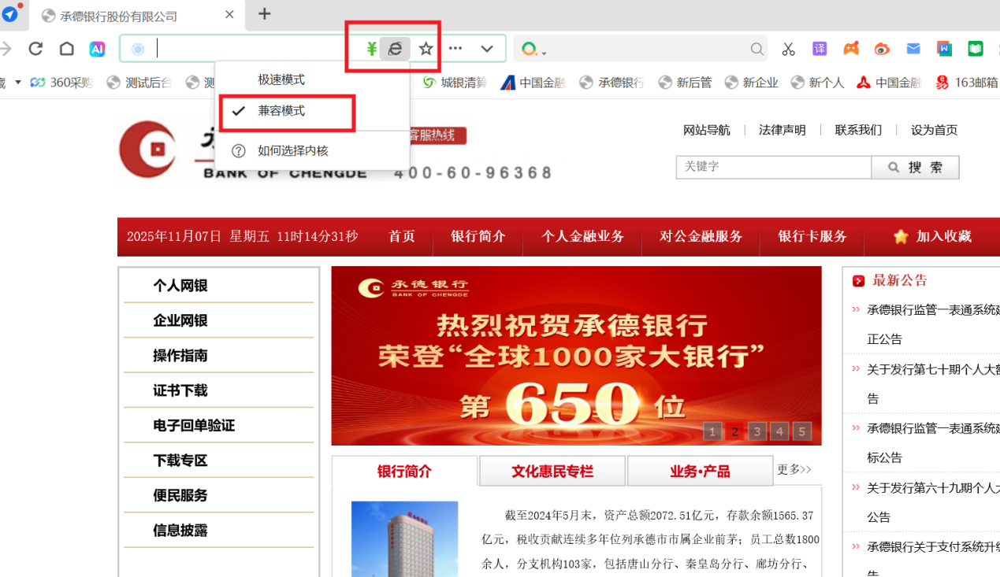 承德银行股份有限公司
极速模式
兼容模式
如何选择内核
360采购
测试后台
城银清算
中国金融
承德银行
新后管
新企业
新个人
中国金融
163邮箱
客服热线
BANK OF CHENGDE
400-60-96368
网站导航
法律声明
联系我们
设为首页
关键字
搜 索
2025年11月07日 星期五 11时14分31秒
首页
银行简介
个人金融业务
对公金融服务
银行卡服务
加入收藏
个人网银
企业网银
操作指南
证书下载
电子回单验证
下载专区
便民服务
信息披露
承德银行
BANK OF CHENGDE
热烈祝贺承德银行
荣登“全球1000家大银行”
第650位
1 2 3 4 5
银行简介
文化惠民专栏
业务•产品
更多>>
截至2024年5月末，资产总额2072.51亿元，存款余额1565.37
亿元，税收贡献连续多年位列承德市市属企业前茅；员工总数1800
余人，分支机构103家，包括唐山分行、秦皇岛分行、廊坊分行、
最新公告
承德银行监管一表通系统
正公告
关于发行第七十期个人大额
告
承德银行监管一表通系统
标公告
关于发行第六十九期个人
公告
承德银行关于支付系统升级
告